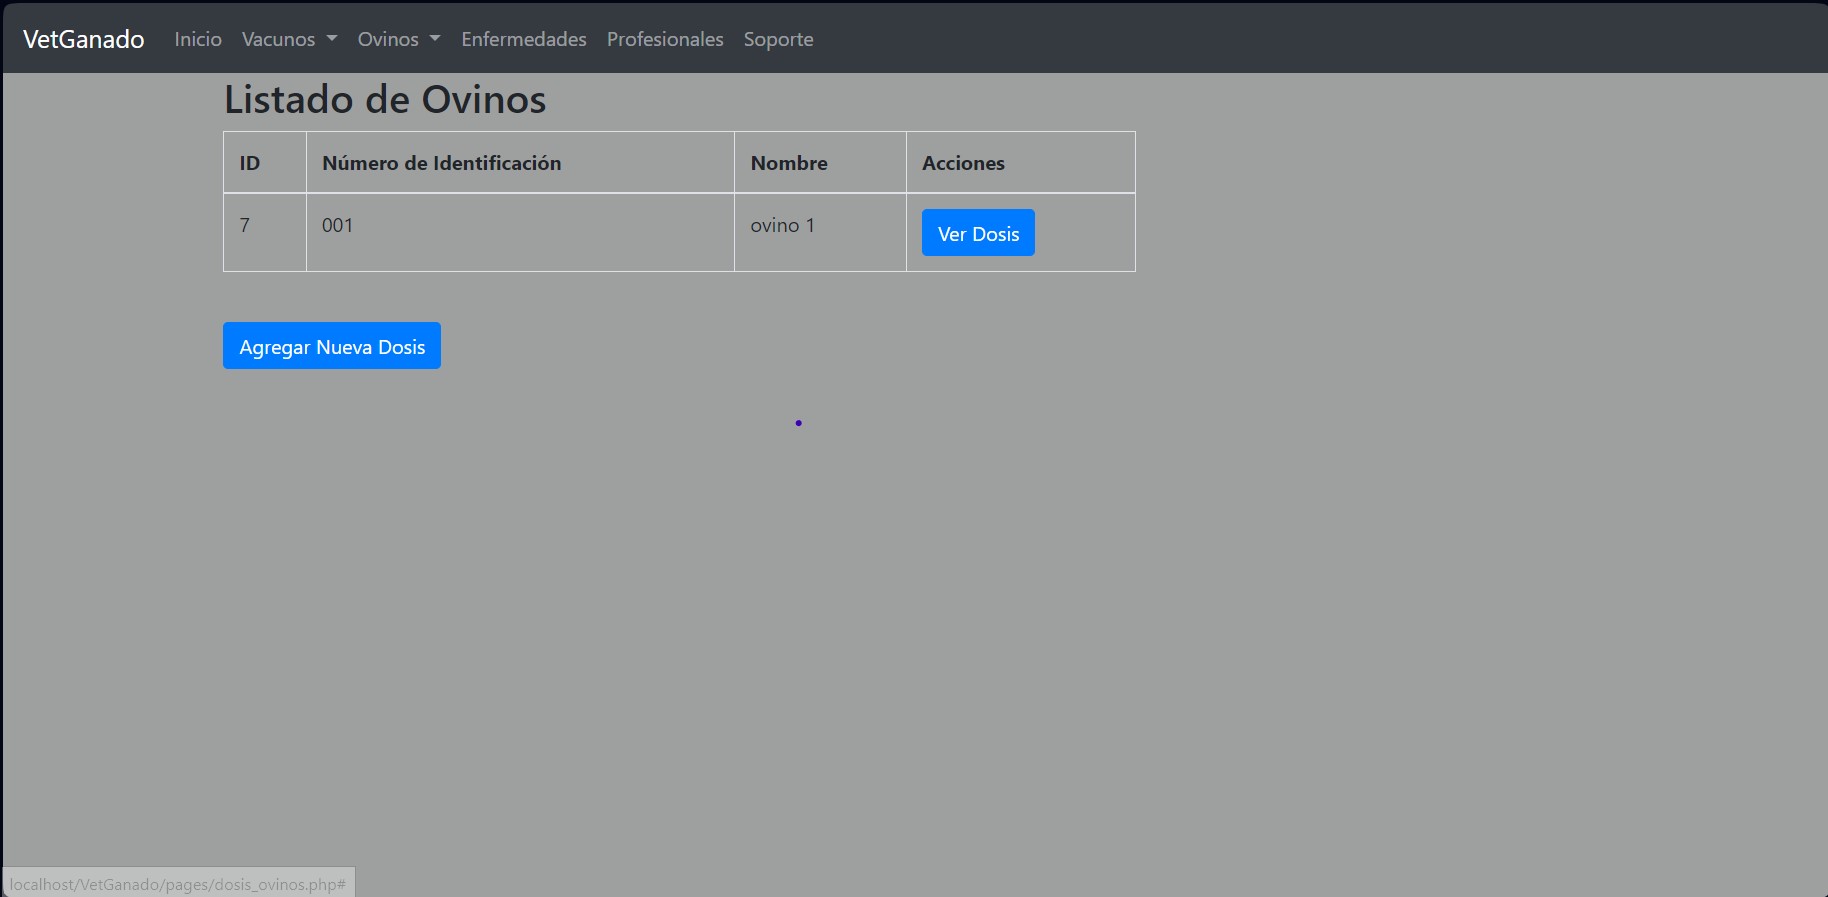 VetGanado Inicio Vacunos Ovinos Enfermedades Profesionales Soporte
Listado de Ovinos
ID Número de Identificación Nombre Acciones
7 001 ovino 1 Ver Dosis
Agregar Nueva Dosis
localhost/VetGanado/pages/dosis_ovinos.php#